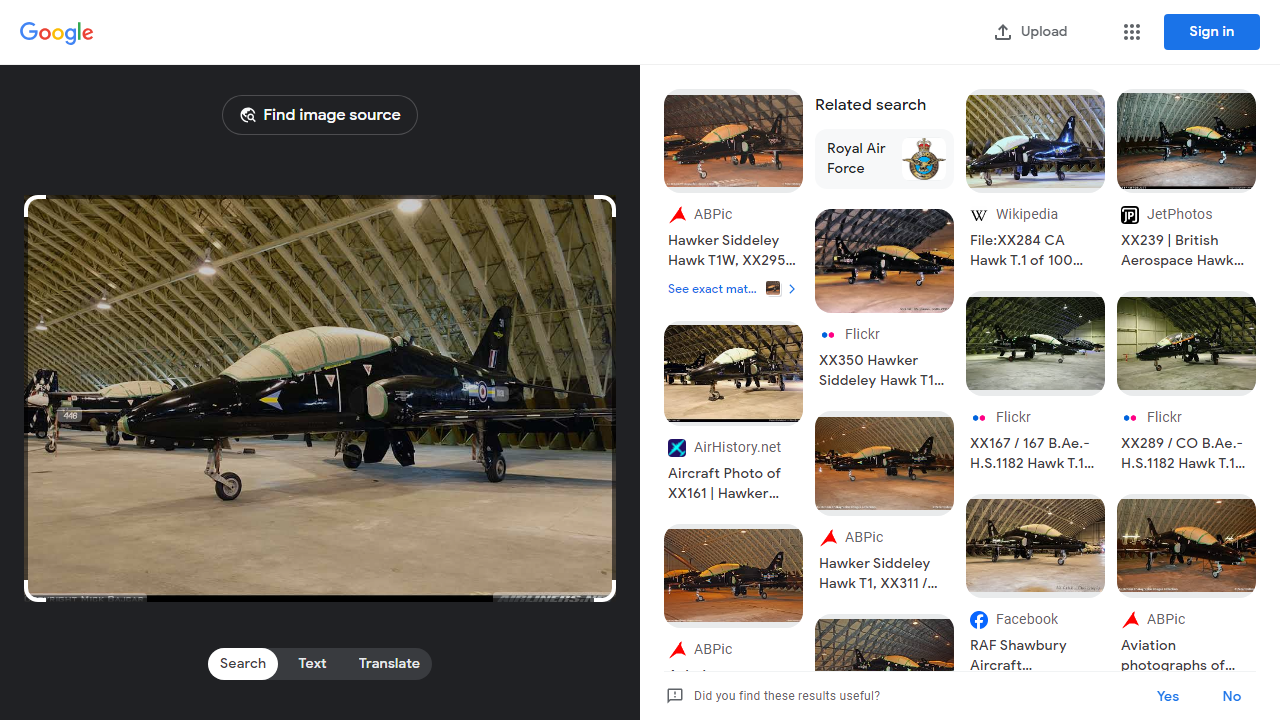 Google
Upload
Sign in
Find image source
446
Search
Text
Translate
ABPic
Hawker Siddeley
Hawk T1W, XX295...
See exact mat...
AirHistory.net
Aircraft Photo of
XX161 | Hawker...
ABPic
Related search
Royal Air
Force
Flickr
XX350 Hawker
Siddeley Hawk T1...
ABPic
Hawker Siddeley
Hawk T1, XX311 /...
Wikipedia
File:XX284 CA
Hawk T.1 of 100...
Flickr
XX167 / 167 B.Ae.-
H.S.1182 Hawk T.1...
Facebook
RAF Shawbury
Aircraft...
JetPhotos
XX239 | British
Aerospace Hawk...
Flickr
XX289 / CO B.Ae.-
H.S.1182 Hawk T.1...
ABPic
Aviation
photographs of...
Did you find these results useful?
Yes
No